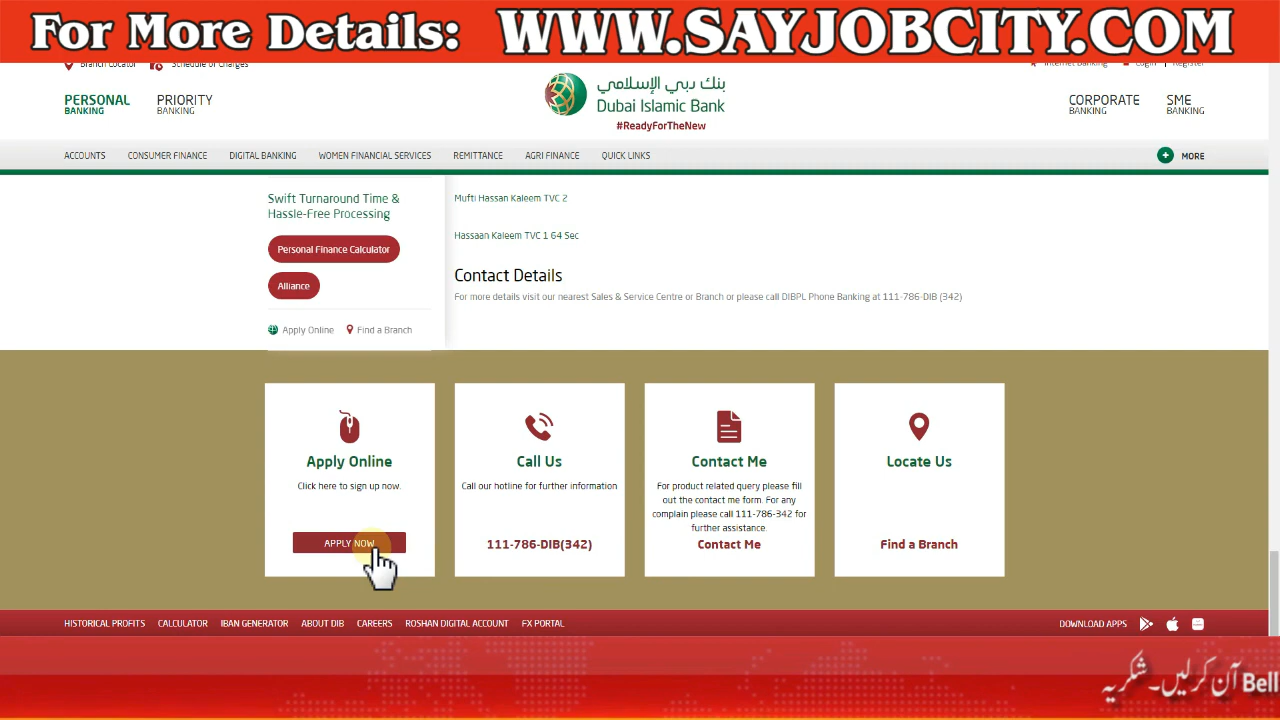 For More Details: WWW.SAYJOBCITY.COM
Branch Locator Schedule of Charges
Internet Banking Login Register
PERSONAL BANKING
PRIORITY BANKING
بنك دبي الإسلامي
Dubai Islamic Bank
#ReadyForTheNew
CORPORATE BANKING
SME BANKING
ACCOUNTS CONSUMER FINANCE DIGITAL BANKING WOMEN FINANCIAL SERVICES REMITTANCE AGRI FINANCE QUICK LINKS + MORE
Swift Turnaround Time &
Hassle-Free Processing
Personal Finance Calculator
Alliance
Apply Online Find a Branch
Mufti Hassan Kaleem TVC 2
Hassaan Kaleem TVC 1 64 Sec
Contact Details
For more details visit our nearest Sales & Service Centre or Branch or please call DIBPL Phone Banking at 111-786-DIB (342)
Apply Online
Click here to sign up now.
APPLY NOW
Call Us
Call our hotline for further information
111-786-DIB(342)
Contact Me
For product related query please fill
out the contact me form. For any
complain please call 111-786-342 for
further assistance.
Contact Me
Locate Us
Find a Branch
HISTORICAL PROFITS CALCULATOR IBAN GENERATOR ABOUT DIB CAREERS ROSHAN DIGITAL ACCOUNT FX PORTAL DOWNLOAD APPS
Bell آن کرلیں۔ شکریہ